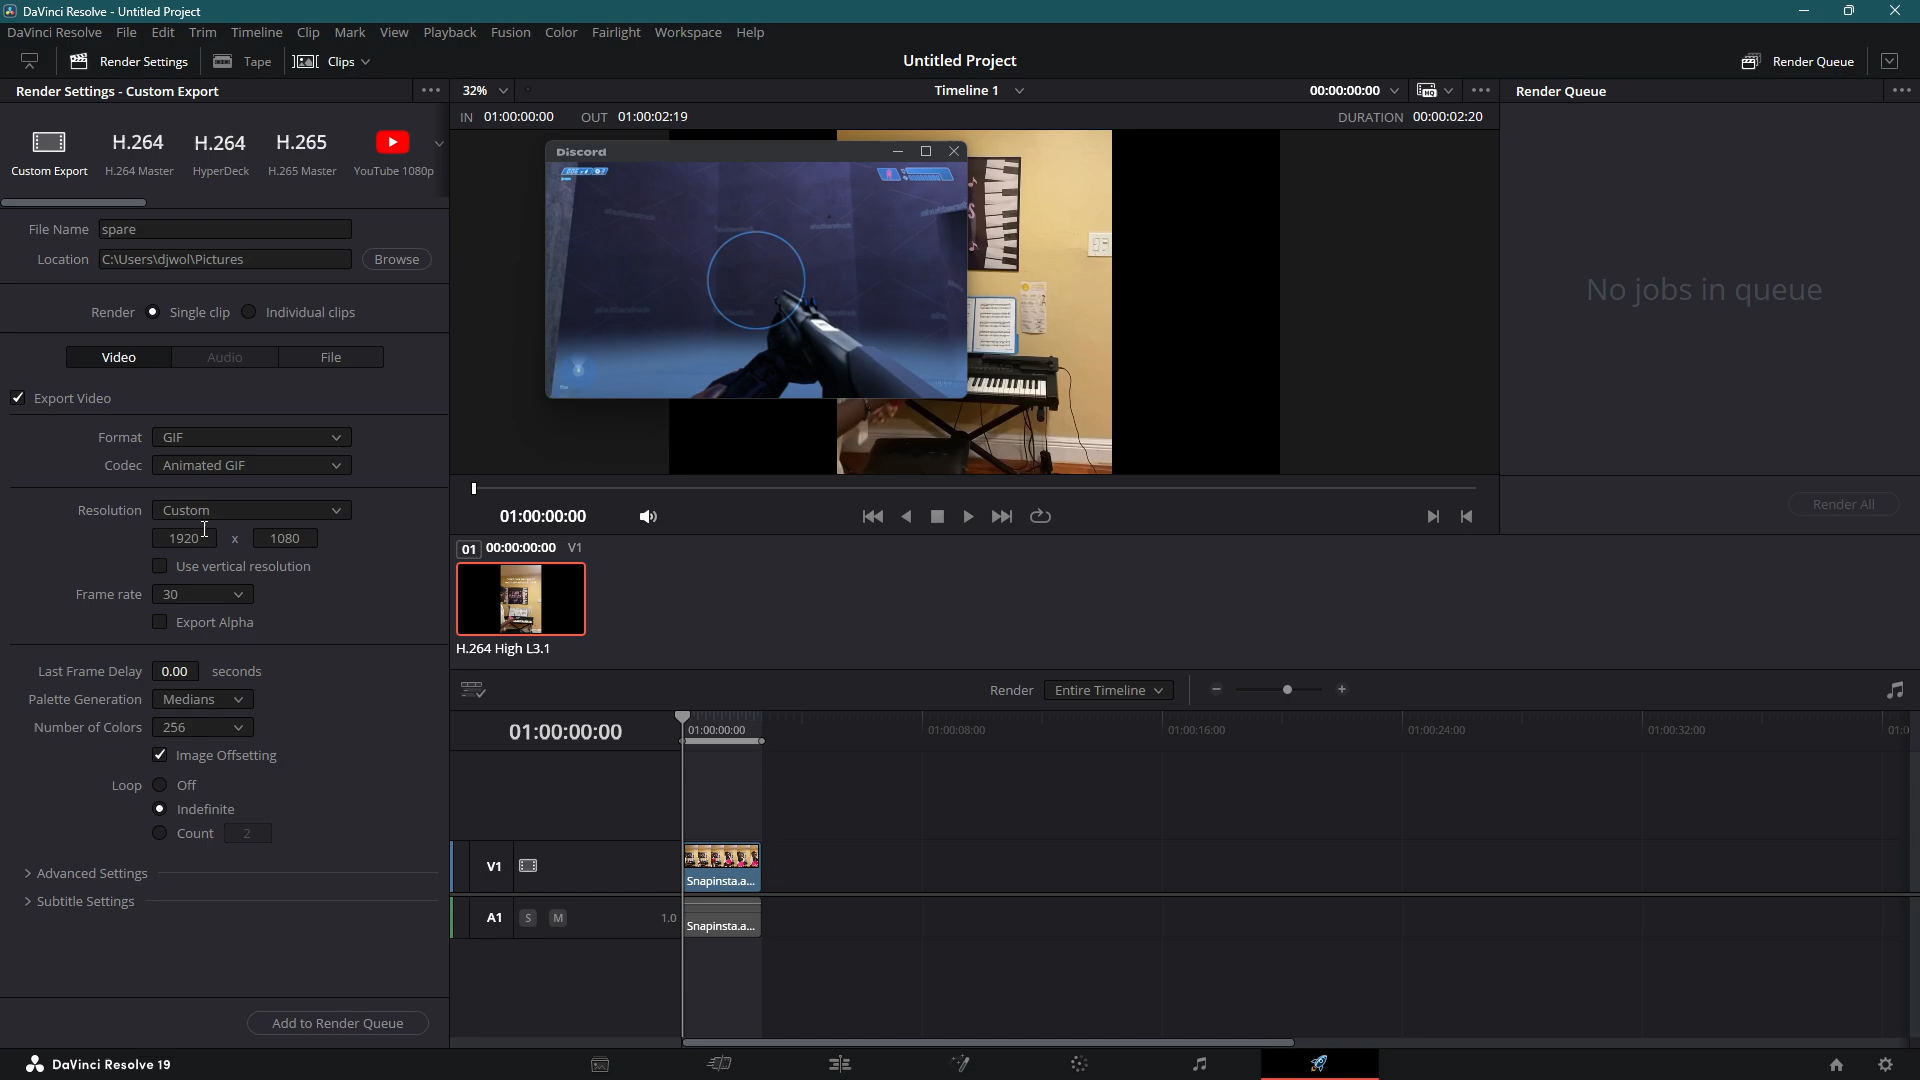 DaVinci Resolve - Untitled Project
DaVinci Resolve File Edit Trim Timeline Clip Mark View Playback Fusion Color Fairlight Workspace Help
Render Settings Tape Clips Untitled Project Render Queue
Render Settings - Custom Export 32% Timeline 1 00:00:00:00 Render Queue
IN 01:00:00:00 OUT 01:00:02:19 DURATION 00:00:02:20
H.264 H.264 H.265
Custom Export H.264 Master HyperDeck H.265 Master YouTube 1080p
Discord
File Name spare
Location C:\Users\djwol\Pictures Browse
Render Single clip Individual clips
No jobs in queue
Video Audio File
Export Video
Format GIF
Codec Animated GIF
Resolution Custom
Render All
01:00:00:00
1920 x 1080
01 00:00:00:00 V1
Use vertical resolution
Frame rate 30
Export Alpha
H.264 High L3.1
Last Frame Delay 0.00 seconds
Render Entire Timeline
Palette Generation Medians
Number of Colors 256
01:00:00:00 01:00:00:00 01:00:08:00 01:00:16:00 01:00:24:00 01:00:32:00
Image Offsetting
Loop Off
Indefinite
Count 2
V1
Advanced Settings
Snapinsta.a...
Subtitle Settings
A1 S M 1.0
Snapinsta.a...
Add to Render Queue
DaVinci Resolve 19